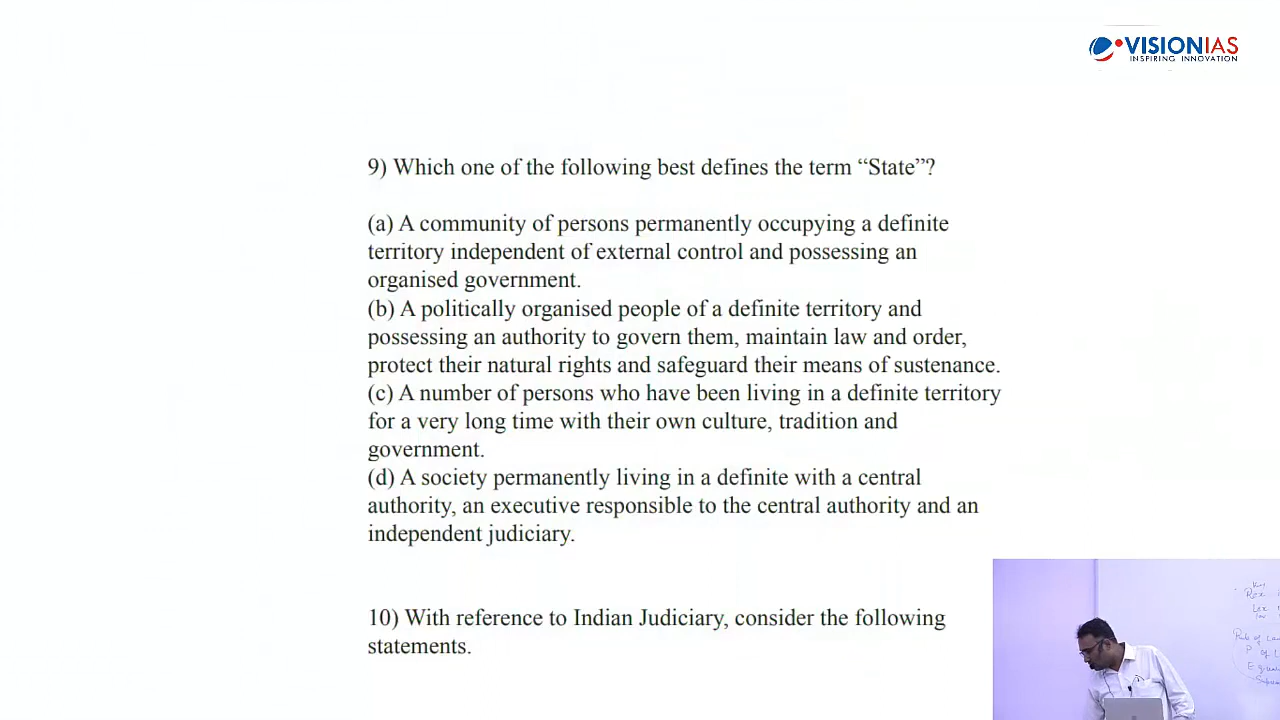 VISIONIAS
INSPIRING INNOVATION
9) Which one of the following best defines the term “State”?
(a) A community of persons permanently occupying a definite
territory independent of external control and possessing an
organised government.
(b) A politically organised people of a definite territory and
possessing an authority to govern them, maintain law and order,
protect their natural rights and safeguard their means of sustenance.
(c) A number of persons who have been living in a definite territory
for a very long time with their own culture, tradition and
government.
(d) A society permanently living in a definite with a central
authority, an executive responsible to the central authority and an
independent judiciary.
10) With reference to Indian Judiciary, consider the following
statements.
Rex
Lex